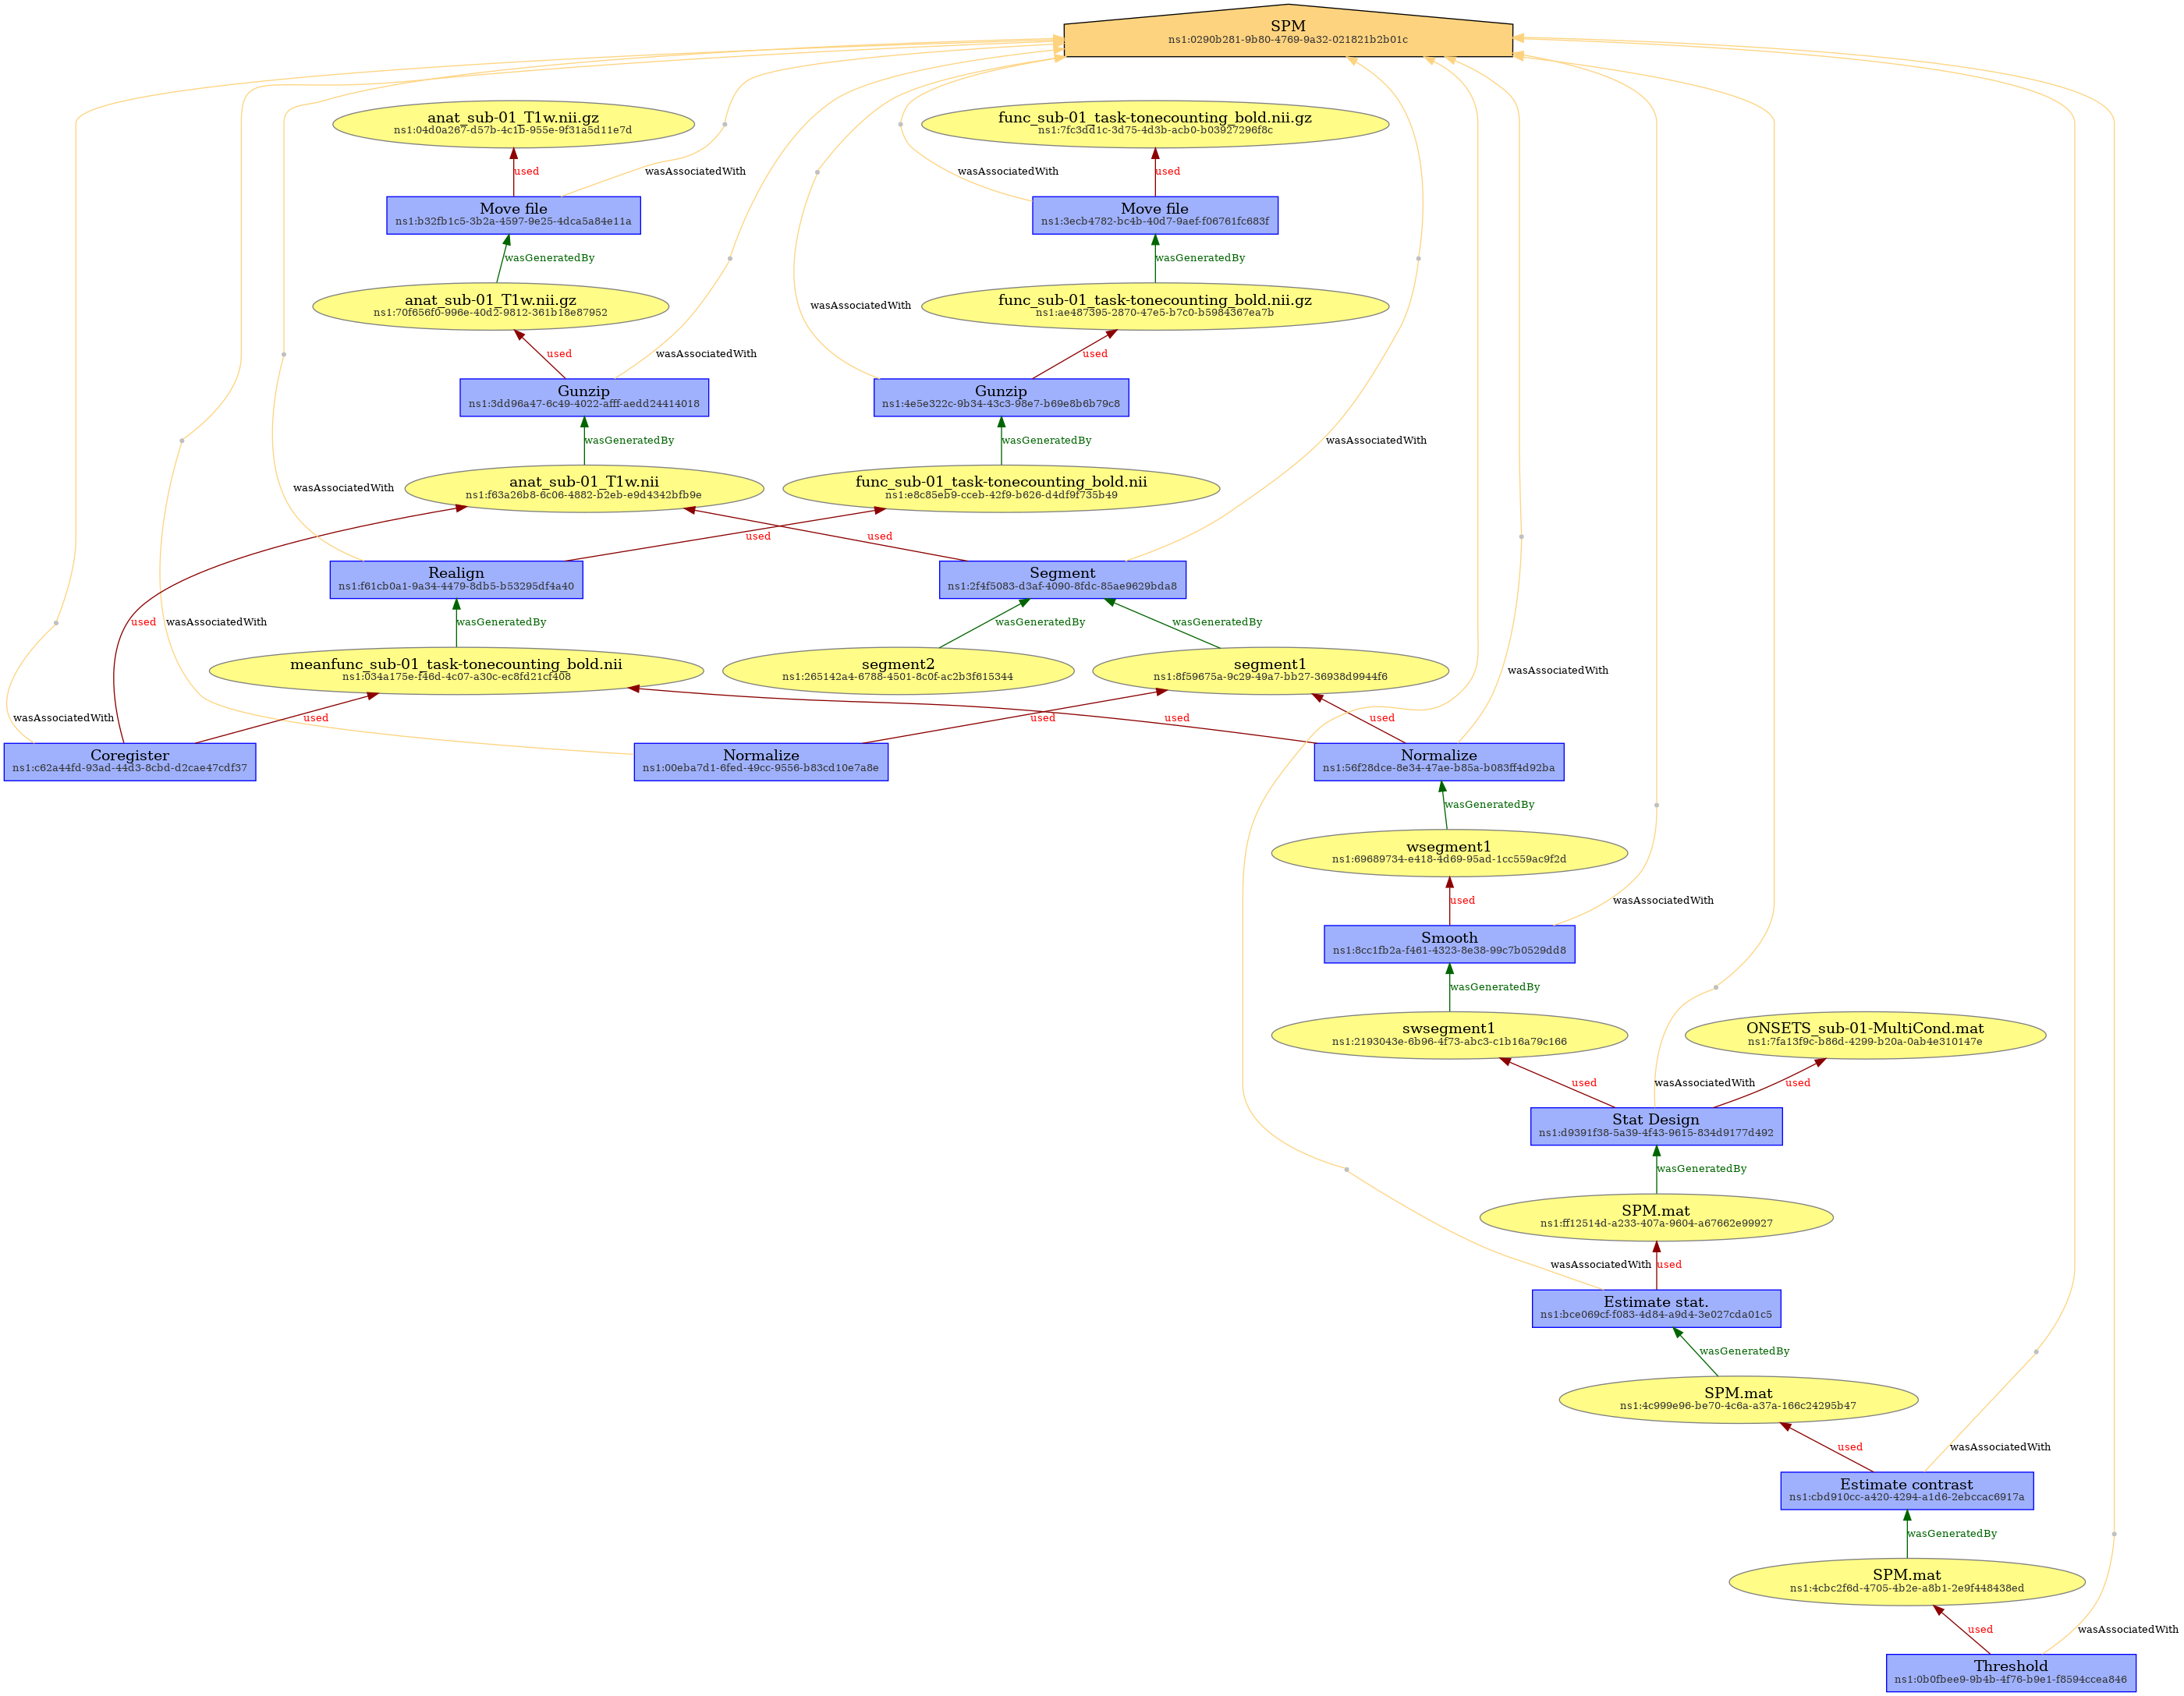 SPM
ns1:0290b281-9b80-4769-9a32-021821b2b01c
anat_sub-01_T1w.nii.gz
ns1:04d0a267-d57b-4c1b-955e-9f31a5d11e7d
func_sub-01_task-tonecounting_bold.nii.gz
ns1:7fc3dd1c-3d75-4d3b-acb0-b03927296f8c
used
wasAssociatedWith
wasAssociatedWith
used
Move file
ns1:b32fb1c5-3b2a-4597-9e25-4dca5a84e11a
Move file
ns1:3ecb4782-bc4b-40d7-9aef-f06761fc683f
wasGeneratedBy
wasGeneratedBy
anat_sub-01_T1w.nii.gz
ns1:70f656f0-996e-40d2-9812-361b18e87952
wasAssociatedWith
func_sub-01_task-tonecounting_bold.nii.gz
ns1:ae487395-2870-47e5-b7c0-b5984367ea7b
used
wasAssociatedWith
used
Gunzip
ns1:3dd96a47-6c49-4022-afff-aedd24414018
Gunzip
ns1:4e5e322c-9b34-43c3-98e7-b69e8b6b79c8
wasGeneratedBy
wasGeneratedBy
wasAssociatedWith
wasAssociatedWith
anat_sub-01_T1w.nii
ns1:f63a26b8-6c06-4882-b2eb-e9d4342bfb9e
func_sub-01_task-tonecounting_bold.nii
ns1:e8c85eb9-cceb-42f9-b626-d4df9f735b49
used
used
Realign
ns1:f61cb0a1-9a34-4479-8db5-b53295df4a40
Segment
ns1:2f4f5083-d3af-4090-8fdc-85ae9629bda8
used
wasAssociatedWith
wasGeneratedBy
wasGeneratedBy
wasGeneratedBy
meanfunc_sub-01_task-tonecounting_bold.nii
ns1:034a175e-f46d-4c07-a30c-ec8fd21cf408
segment2
ns1:265142a4-6788-4501-8c0f-ac2b3f615344
segment1
ns1:8f59675a-9c29-49a7-bb27-36938d9944f6
wasAssociatedWith
wasAssociatedWith
used
used
used
used
Coregister
ns1:c62a44fd-93ad-44d3-8cbd-d2cae47cdf37
Normalize
ns1:00eba7d1-6fed-49cc-9556-b83cd10e7a8e
Normalize
ns1:56f28dce-8e34-47ae-b85a-b083ff4d92ba
wasGeneratedBy
wsegment1
ns1:69689734-e418-4d69-95ad-1cc559ac9f2d
used
wasAssociatedWith
Smooth
ns1:8cc1fb2a-f461-4323-8e38-99c7b0529dd8
wasGeneratedBy
swsegment1
ns1:2193043e-6b96-4f73-abc3-c1b16a79c166
ONSETS_sub-01-MultiCond.mat
ns1:7fa13f9c-b86d-4299-b20a-0ab4e310147e
used
wasAssociatedWith
used
Stat Design
ns1:d9391f38-5a39-4f43-9615-834d9177d492
wasGeneratedBy
SPM.mat
ns1:ff12514d-a233-407a-9604-a67662e99927
wasAssociatedWith
used
Estimate stat.
ns1:bce069cf-f083-4d84-a9d4-3e027cda01c5
wasGeneratedBy
SPM.mat
ns1:4c999e96-be70-4c6a-a37a-166c24295b47
used
wasAssociatedWith
Estimate contrast
ns1:cbd910cc-a420-4294-a1d6-2ebccac6917a
wasGeneratedBy
SPM.mat
ns1:4cbc2f6d-4705-4b2e-a8b1-2e9f448438ed
used
wasAssociatedWith
Threshold
ns1:0b0fbee9-9b4b-4f76-b9e1-f8594ccea846